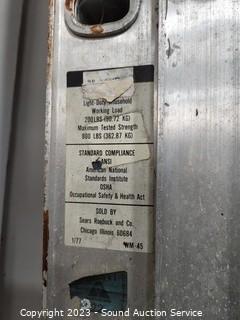 Light-Duty Household
Working Load
200LBS (90.72 KG)
Maximum Tested Strength
800 LBS (362.87 KG)
STANDARD COMPLIANCE
ANSI
American National
Standards Institute
OSHA
Occupational Safety & Health Act
SOLD BY
Sears Roebuck and Co.
Chicago Illinois 60684
1/77 WM-45
Copyright 2023 - Sound Auction Service